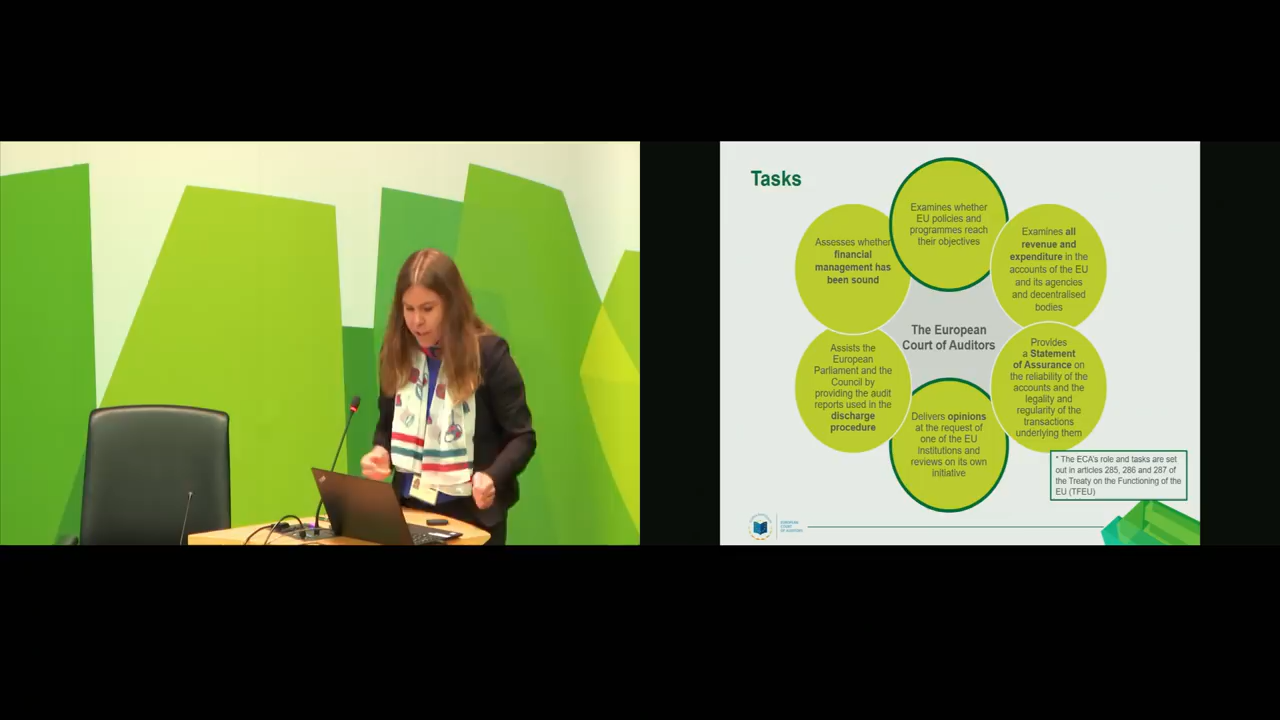 Tasks
Examines whether
EU policies and
programmes reach
their objectives
Examines all
revenue and
expenditure in the
accounts of the EU
and its agencies
and decentralised
bodies
Provides
a Statement
of Assurance on
the reliability of the
accounts and the
legality and
regularity of the
transactions
underlying them
Delivers opinions
at the request of
one of the EU
institutions and
reviews on its own
initiative
Assists the
European
Parliament and the
Council by
providing the audit
reports used in the
discharge
procedure
Assesses whether
financial
management has
been sound
The European
Court of Auditors
* The ECA's role and tasks are set
out in articles 285, 286 and 287 of
the Treaty on the Functioning of the
EU (TFEU)
EUROPEAN
COURT
OF AUDITORS